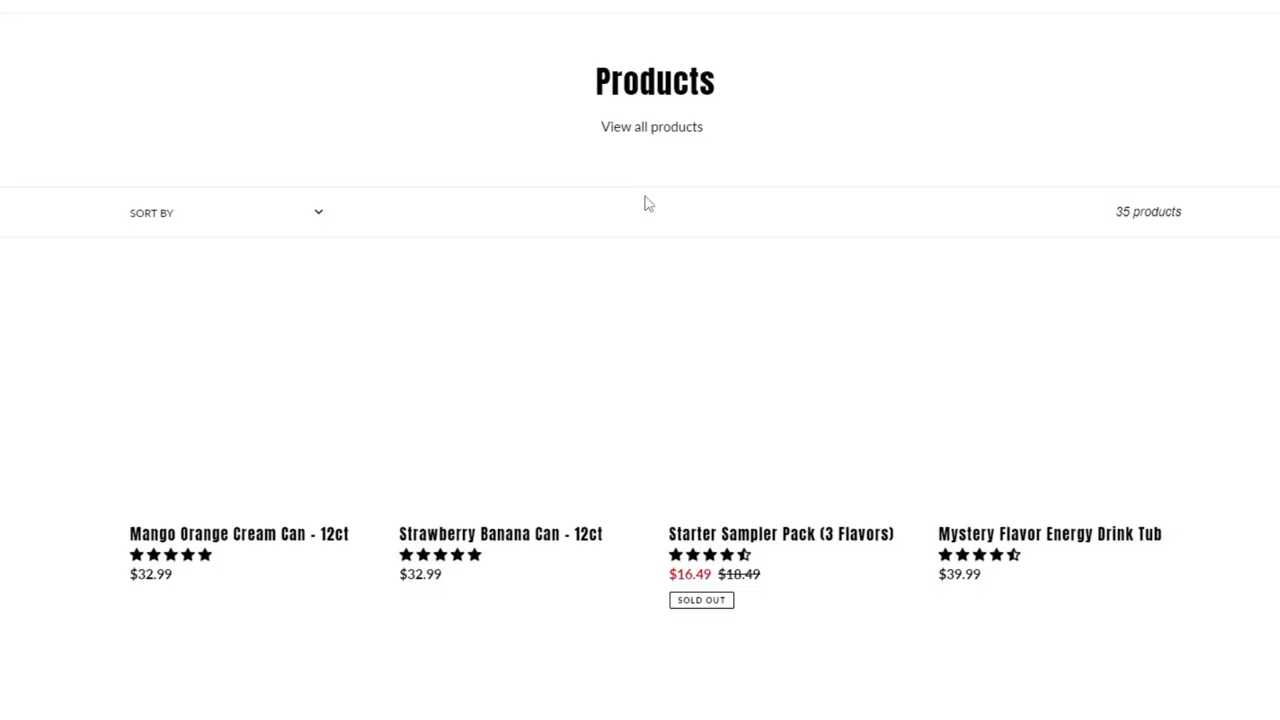 Products
View all products
SORT BY
35 products
Mango Orange Cream Can - 12ct
$32.99
Strawberry Banana Can - 12ct
$32.99
Starter Sampler Pack (3 Flavors)
$16.49 $18.49
SOLD OUT
Mystery Flavor Energy Drink Tub
$39.99